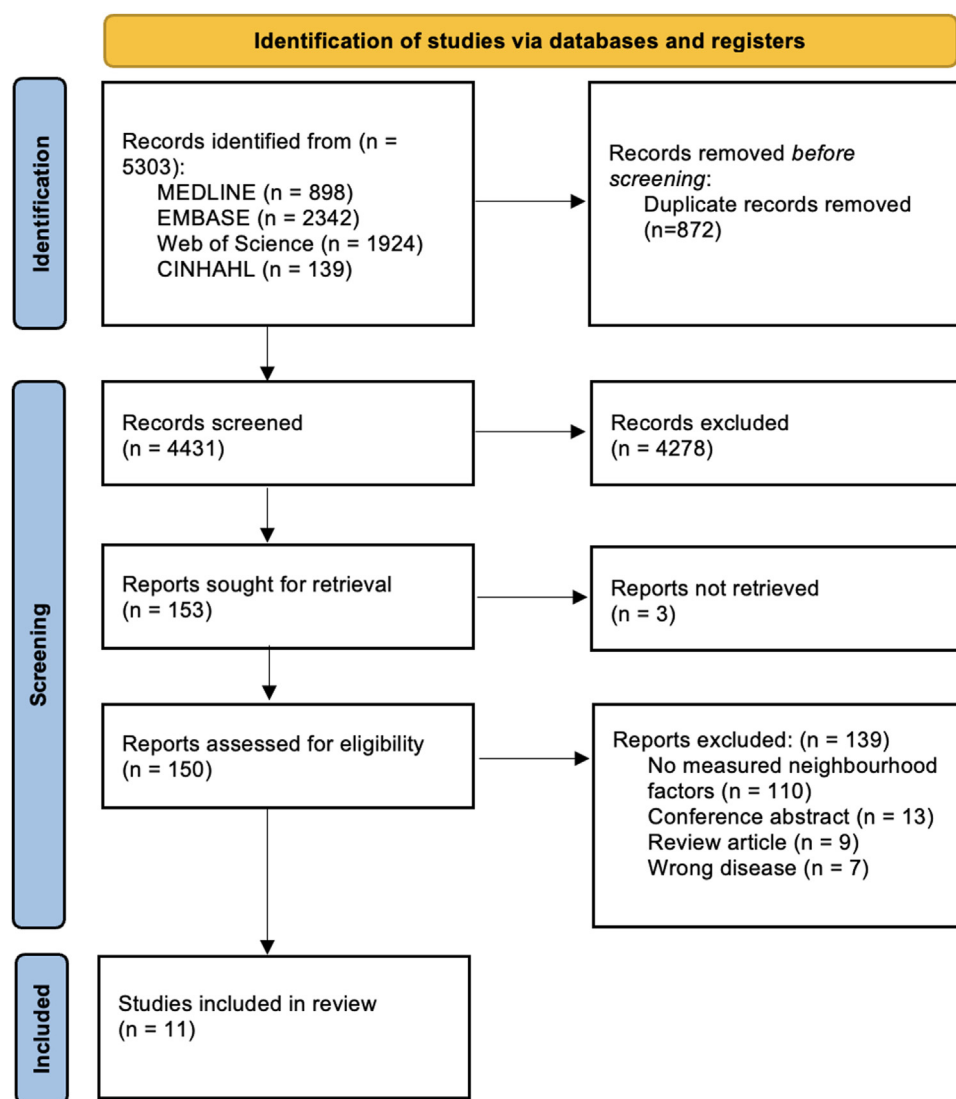 Identification of studies via databases and registers
Identification
Records identified from (n =
5303):
MEDLINE (n = 898)
EMBASE (n = 2342)
Web of Science (n = 1924)
CINHAHL (n = 139)
Records removed before
screening:
Duplicate records removed
(n=872)
Screening
Records screened
(n = 4431)
Records excluded
(n = 4278)
Reports sought for retrieval
(n = 153)
Reports not retrieved
(n = 3)
Reports assessed for eligibility
(n = 150)
Reports excluded: (n = 139)
No measured neighbourhood
factors (n = 110)
Conference abstract (n = 13)
Review article (n = 9)
Wrong disease (n = 7)
Included
Studies included in review
(n = 11)